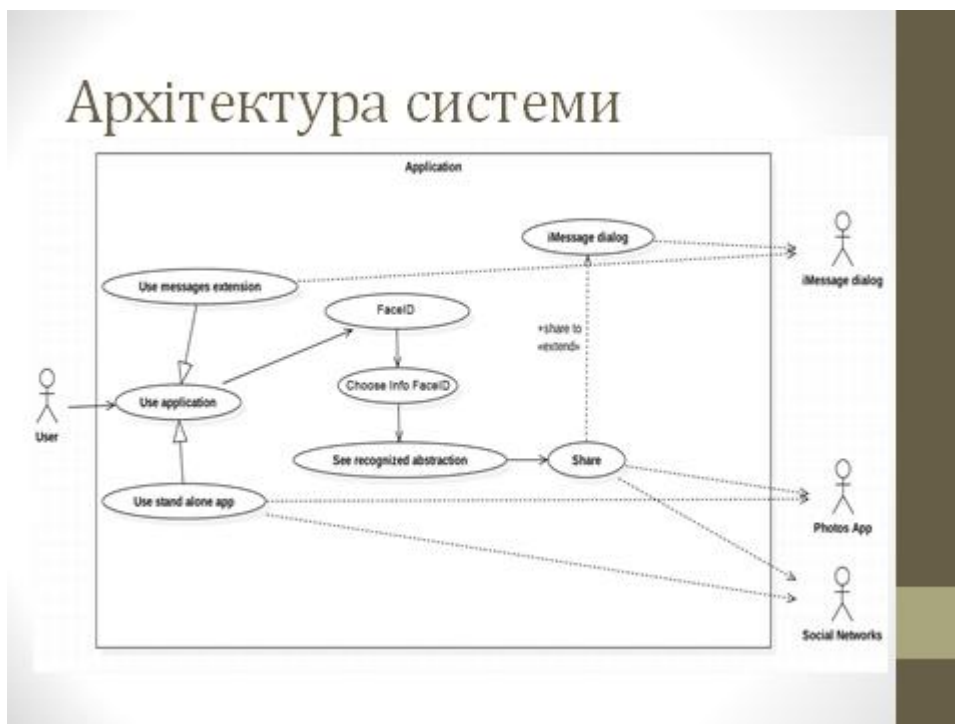 Архітектура системи
Application
iMessage dialog
iMessage dialog
Use messages extension
FaceID
+share to
«extend»
Choose Info FaceID
Use application
User
See recognized abstraction
Share
Use stand alone app
Photos App
Social Networks